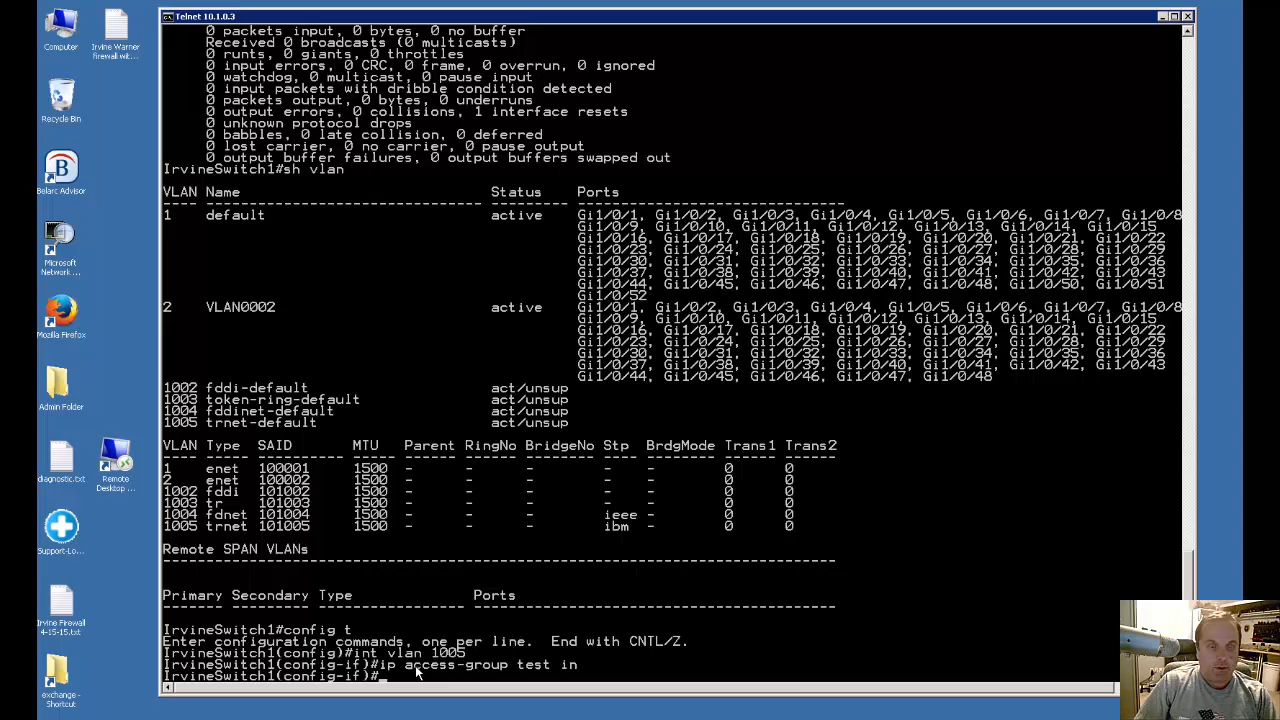 Telnet 10.1.0.3
0 packets input, 0 bytes, 0 no buffer
Received 0 broadcasts (0 multicasts)
0 runts, 0 giants, 0 throttles
0 input errors, 0 CRC, 0 frame, 0 overrun, 0 ignored
0 watchdog, 0 multicast, 0 pause input
0 input packets with dribble condition detected
0 packets output, 0 bytes, 0 underruns
0 output errors, 0 collisions, 1 interface resets
0 unknown protocol drops
0 babbles, 0 late collision, 0 deferred
0 lost carrier, 0 no carrier, 0 pause output
0 output buffer failures, 0 output buffers swapped out
IrvineSwitch1#sh vlan
VLAN Name Status Ports
1 default active Gi1/0/1, Gi1/0/2, Gi1/0/3, Gi1/0/4, Gi1/0/5, Gi1/0/6, Gi1/0/7, Gi1/0/8
Gi1/0/9, Gi1/0/10, Gi1/0/11, Gi1/0/12, Gi1/0/13, Gi1/0/14, Gi1/0/15
Gi1/0/16, Gi1/0/17, Gi1/0/18, Gi1/0/19, Gi1/0/20, Gi1/0/21, Gi1/0/22
Gi1/0/23, Gi1/0/24, Gi1/0/25, Gi1/0/26, Gi1/0/27, Gi1/0/28, Gi1/0/29
Gi1/0/30, Gi1/0/31, Gi1/0/32, Gi1/0/33, Gi1/0/34, Gi1/0/35, Gi1/0/36
Gi1/0/37, Gi1/0/38, Gi1/0/39, Gi1/0/40, Gi1/0/41, Gi1/0/42, Gi1/0/43
Gi1/0/44, Gi1/0/45, Gi1/0/46, Gi1/0/47, Gi1/0/48, Gi1/0/50, Gi1/0/51
Gi1/0/52
2 VLAN0002 active Gi1/0/1, Gi1/0/2, Gi1/0/3, Gi1/0/4, Gi1/0/5, Gi1/0/6, Gi1/0/7, Gi1/0/8
Gi1/0/9, Gi1/0/10, Gi1/0/11, Gi1/0/12, Gi1/0/13, Gi1/0/14, Gi1/0/15
Gi1/0/16, Gi1/0/17, Gi1/0/18, Gi1/0/19, Gi1/0/20, Gi1/0/21, Gi1/0/22
Gi1/0/23, Gi1/0/24, Gi1/0/25, Gi1/0/26, Gi1/0/27, Gi1/0/28, Gi1/0/29
Gi1/0/30, Gi1/0/31, Gi1/0/32, Gi1/0/33, Gi1/0/34, Gi1/0/35, Gi1/0/36
Gi1/0/37, Gi1/0/38, Gi1/0/39, Gi1/0/40, Gi1/0/41, Gi1/0/42, Gi1/0/43
Gi1/0/44, Gi1/0/45, Gi1/0/46, Gi1/0/47, Gi1/0/48
1002 fddi-default act/unsup
1003 token-ring-default act/unsup
1004 fddinet-default act/unsup
1005 trnet-default act/unsup
VLAN Type SAID MTU Parent RingNo BridgeNo Stp BrdgMode Trans1 Trans2
1 enet 100001 1500 - - - - - 0 0
2 enet 100002 1500 - - - - - 0 0
1002 fddi 101002 1500 - - - - - 0 0
1003 tr 101003 1500 - - - - - 0 0
1004 fdnet 101004 1500 - - - ieee - 0 0
1005 trnet 101005 1500 - - - ibm - 0 0
Remote SPAN VLANs
Primary Secondary Type Ports
IrvineSwitch1#config t
Enter configuration commands, one per line. End with CNTL/Z.
IrvineSwitch1(config)#int vlan 1005
IrvineSwitch1(config-if)#ip access-group test in
IrvineSwitch1(config-if)#
Computer
Irvine Warner
firewall wit...
Recycle Bin
B
Belarc Advisor
Microsoft
Network ...
Mozilla Firefox
Admin Folder
diagnostic.txt
Remote
Desktop ...
Support-Lo...
Irvine Firewall
4-15-15.txt
exchange -
Shortcut